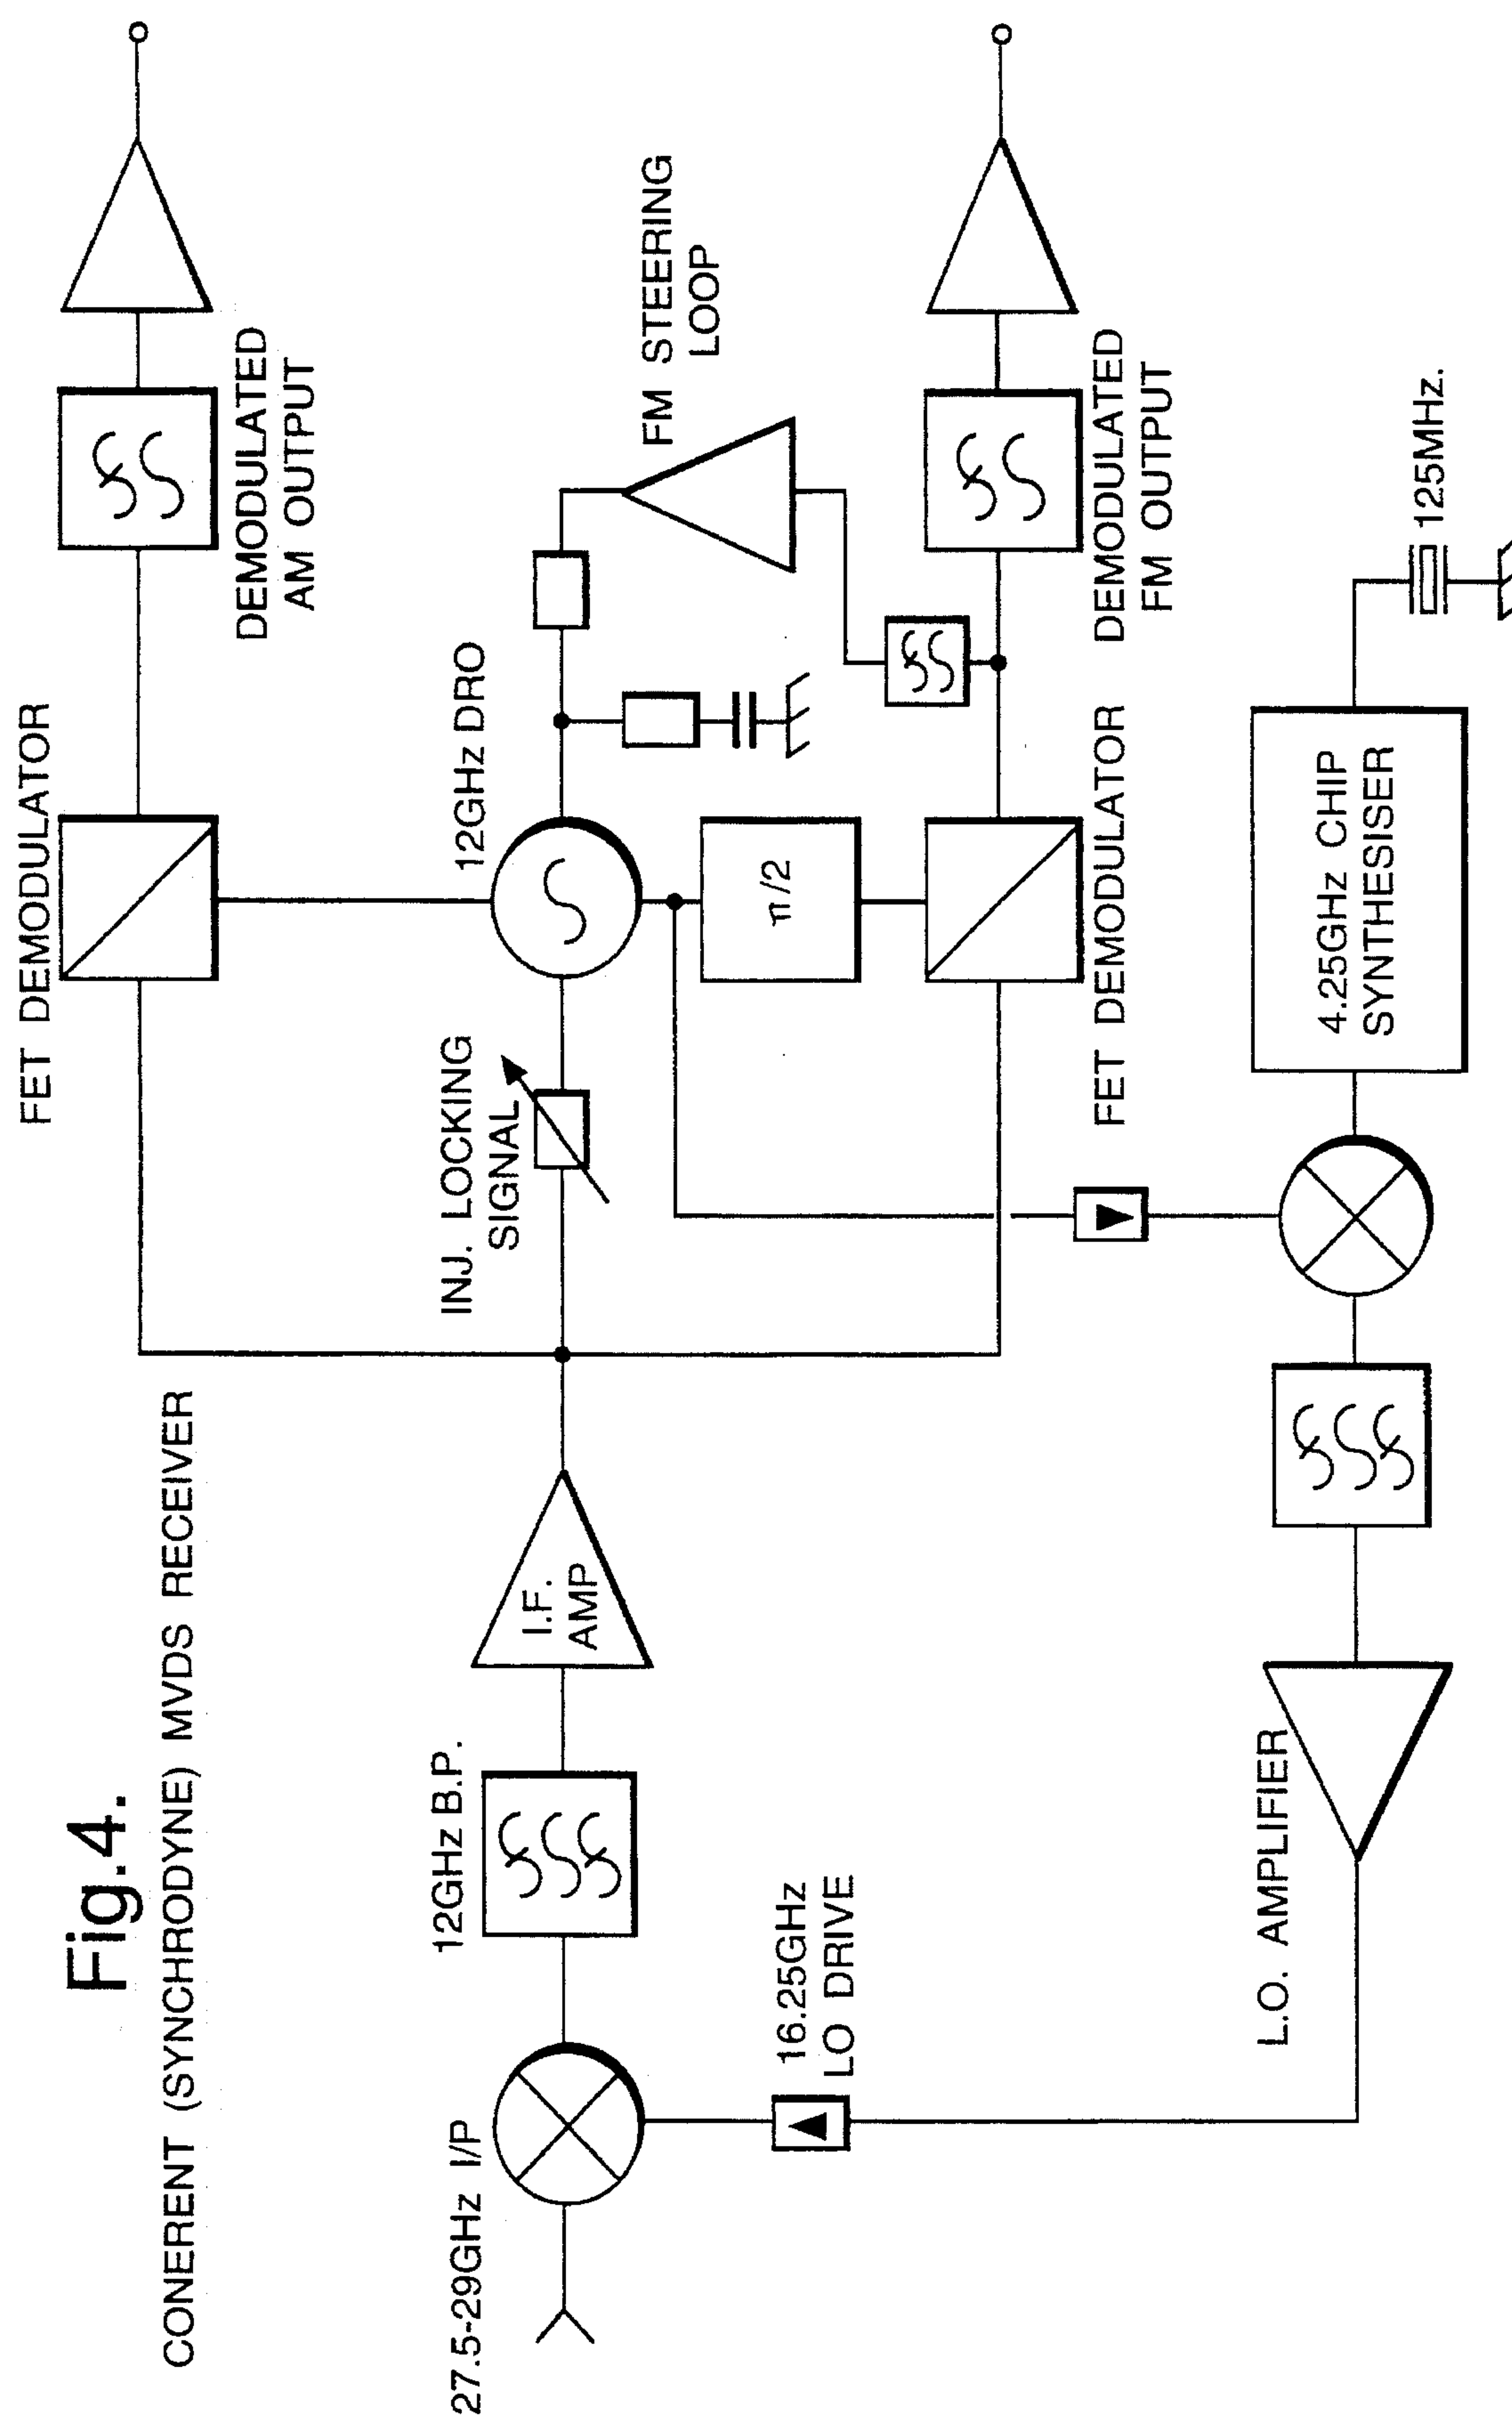 Fig.4.
CONERENT (SYNCHRODYNE) MVDS RECEIVER
FET DEMODULATOR
DEMODULATED
AM OUTPUT
27.5-29GHz I/P
12GHz B.P.
I.F.
AMP
INJ. LOCKING
SIGNAL
12GHz DRO
FM STEERING
LOOP
π/2
16.25GHz
LO DRIVE
FET DEMODULATOR
DEMODULATED
FM OUTPUT
L.O. AMPLIFIER
4.25GHz CHIP
SYNTHESISER
125MHz.